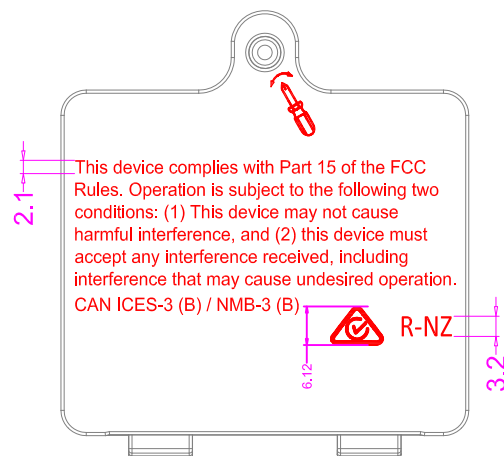 This device complies with Part 15 of the FCC
Rules. Operation is subject to the following two
conditions: (1) This device may not cause
harmful interference, and (2) this device must
accept any interference received, including
interference that may cause undesired operation.
CAN ICES-3 (B) / NMB-3 (B)
R-NZ
2.1
6.12
3.2